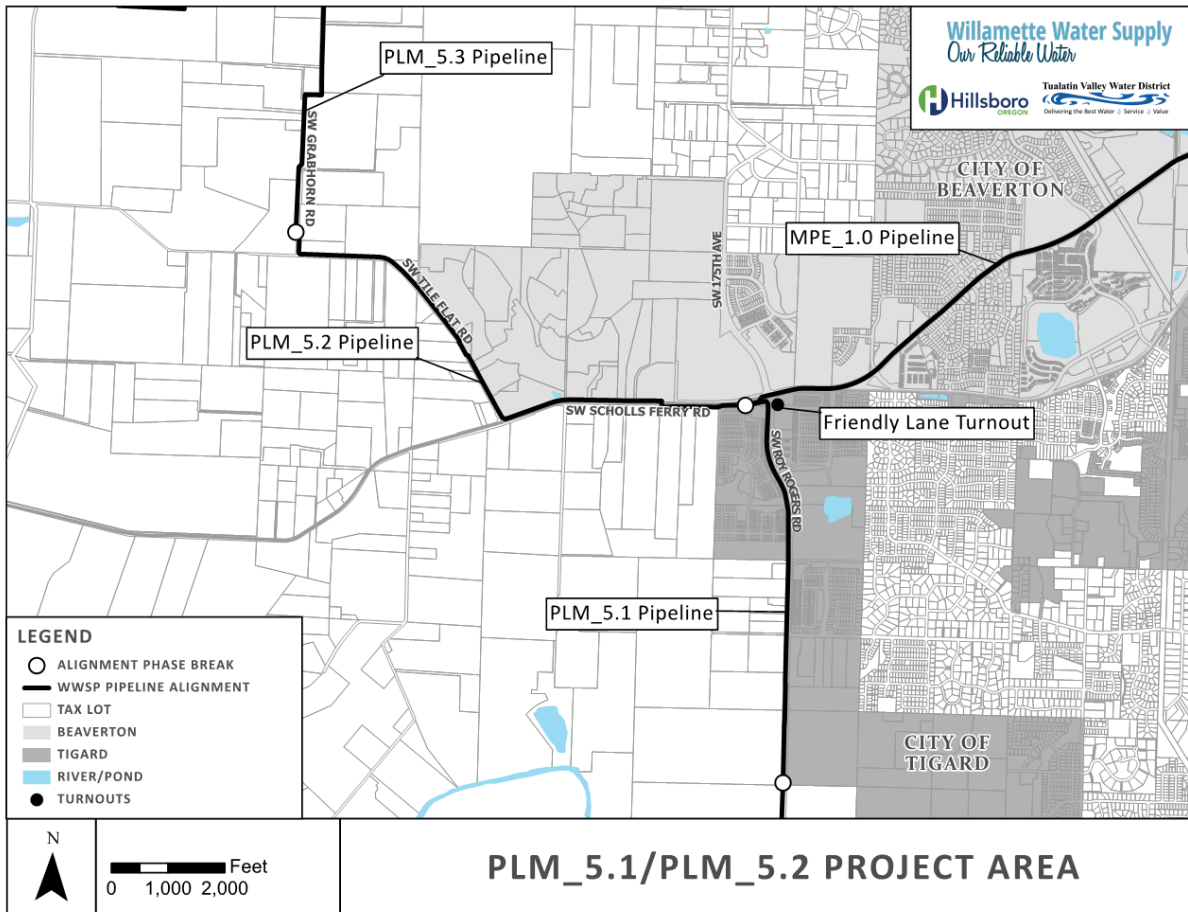 Willamette Water Supply
Our Reliable Water
Hillsboro
OREGON
Tualatin Valley Water District
Delivering the Best Water | Service | Value
PLM_5.3 Pipeline
SW GRABHORN RD
CITY OF
BEAVERTON
MPE_1.0 Pipeline
SW 175TH AVE
SW TILE FLAT RD
PLM_5.2 Pipeline
SW SCHOLLS FERRY RD
Friendly Lane Turnout
SW ROY ROGERS RD
PLM_5.1 Pipeline
CITY OF
TIGARD
LEGEND
ALIGNMENT PHASE BREAK
WWSP PIPELINE ALIGNMENT
TAX LOT
BEAVERTON
TIGARD
RIVER/POND
TURNOUTS
N
Feet
0 1,000 2,000
PLM_5.1/PLM_5.2 PROJECT AREA